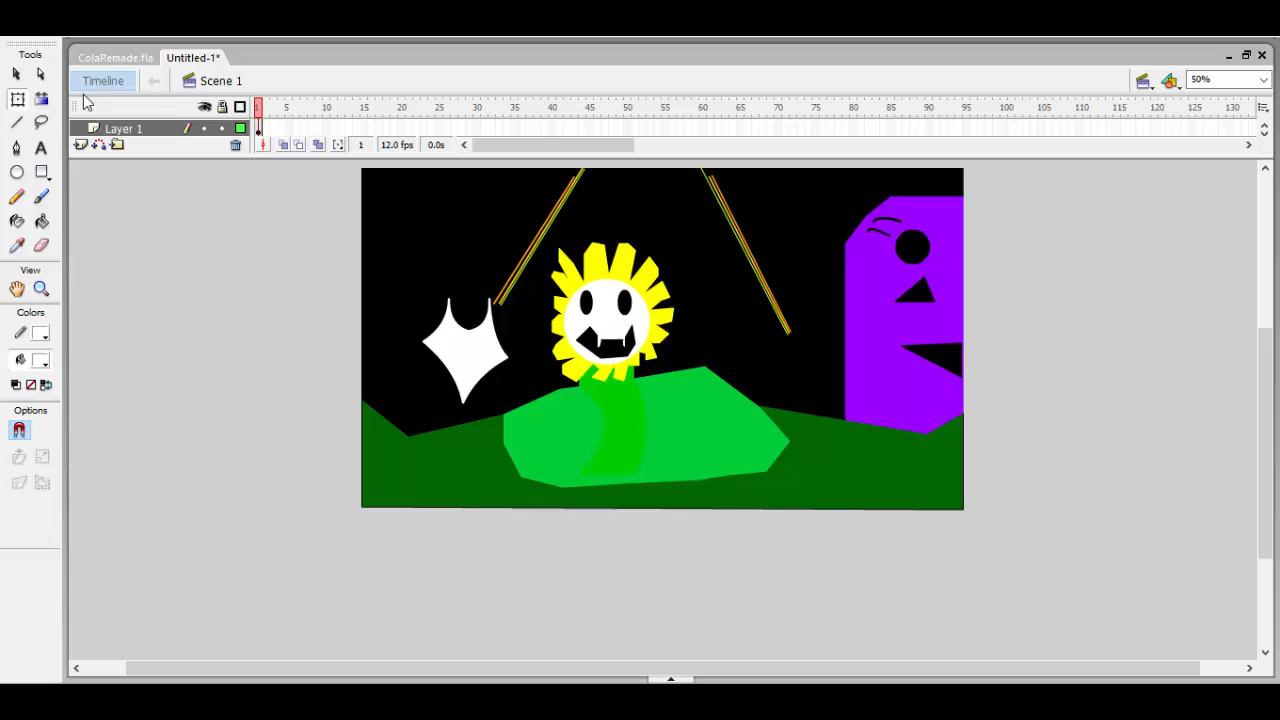 Tools
ColaRemade.fla
Untitled-1*
Timeline
Scene 1
50%
1 5 10 15 20 25 30 35 40 45 50 55 60 65 70 75 80 85 90 95 100 105 110 115 120 125 130
Layer 1
1 12.0 fps 0.0s
View
Colors
Options